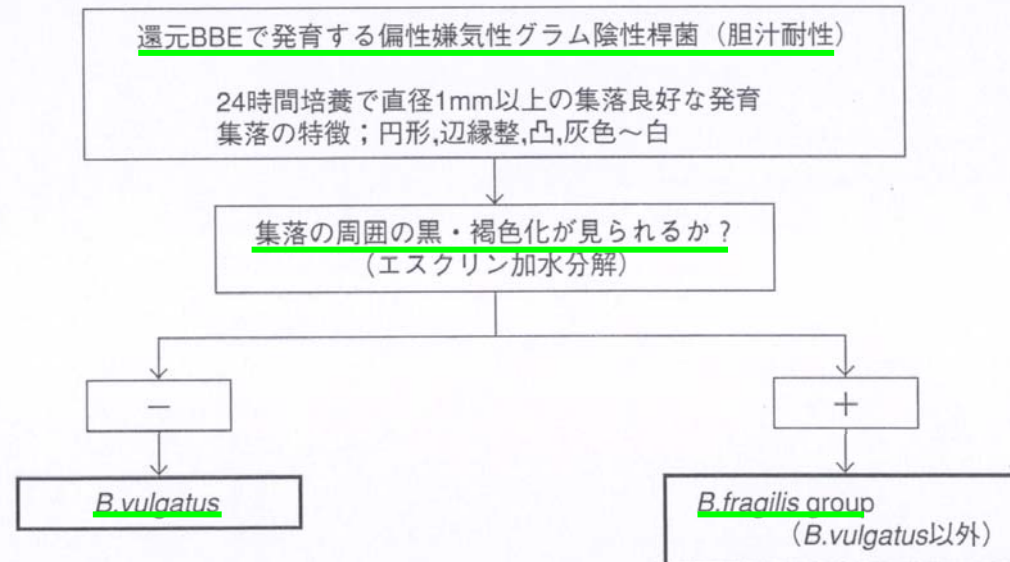 還元BBEで発育する偏性嫌気性グラム陰性桿菌（胆汁耐性）
24時間培養で直径1mm以上の集落良好な発育
集落の特徴；円形,辺縁整,凸,灰色～白
集落の周囲の黒・褐色化が見られるか？
（エスクリン加水分解）
－
＋
B.vulgatus
B.fragilis group
（B.vulgatus以外）